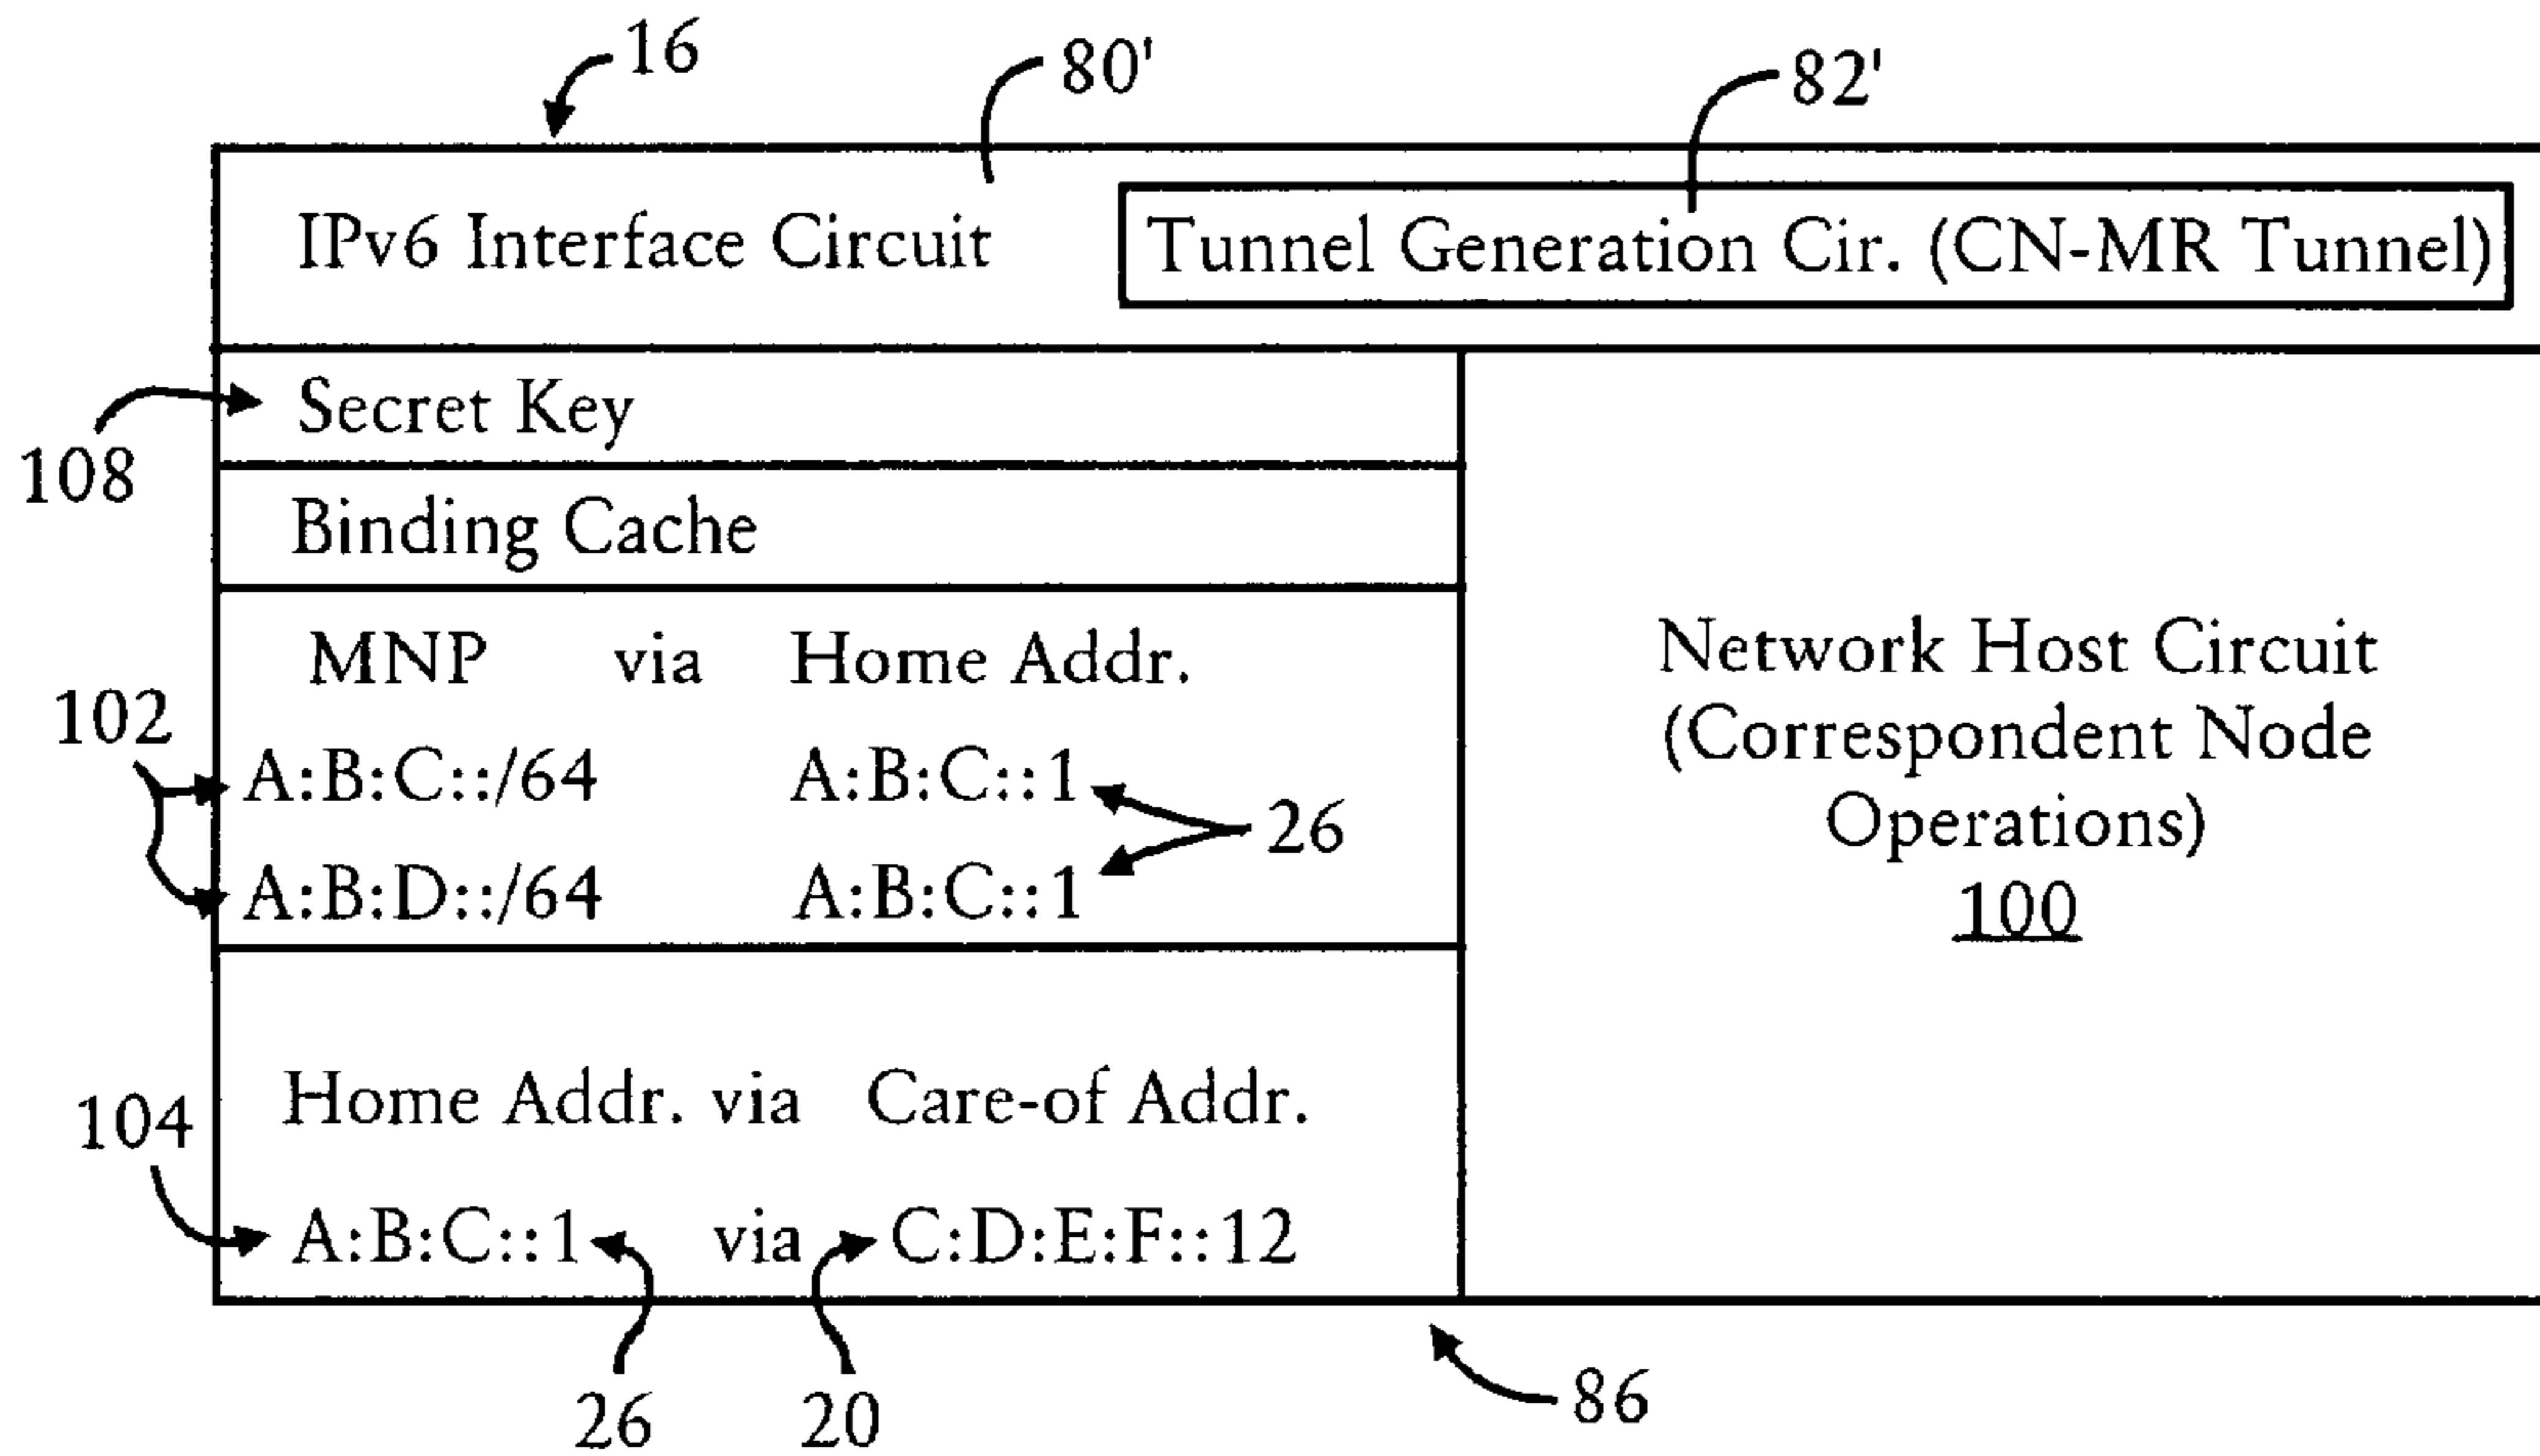 16
80'
82'
IPv6 Interface Circuit
Tunnel Generation Cir. (CN-MR Tunnel)
108
Secret Key
Binding Cache
MNP via Home Addr.
102
A:B:C::/64 A:B:C::1
26
A:B:D::/64 A:B:C::1
Network Host Circuit
(Correspondent Node
Operations)
100
104
Home Addr. via Care-of Addr.
A:B:C::1 via C:D:E:F::12
26
20
86